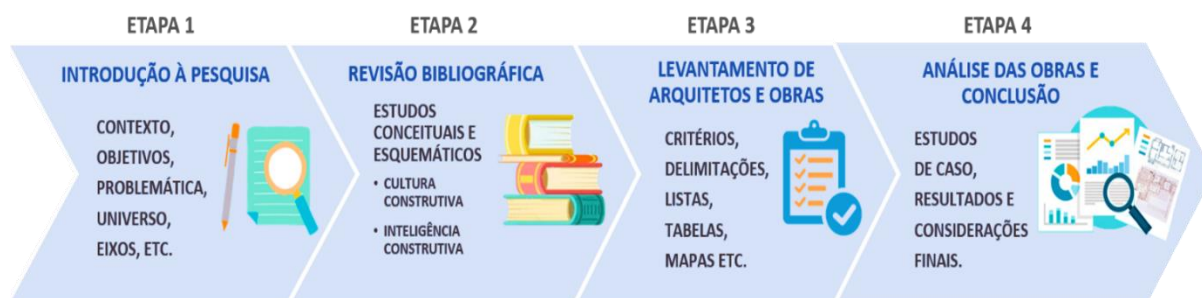 ETAPA 1
INTRODUÇÃO À PESQUISA
CONTEXTO,
OBJETIVOS,
PROBLEMÁTICA,
UNIVERSO,
EIXOS, ETC.
ETAPA 2
REVISÃO BIBLIOGRÁFICA
ESTUDOS
CONCEITUAIS E
ESQUEMÁTICOS
• CULTURA
CONSTRUTIVA
• INTELIGÊNCIA
CONSTRUTIVA
ETAPA 3
LEVANTAMENTO DE
ARQUITETOS E OBRAS
CRITÉRIOS,
DELIMITAÇÕES,
LISTAS,
TABELAS,
MAPAS ETC.
ETAPA 4
ANÁLISE DAS OBRAS E
CONCLUSÃO
ESTUDOS
DE CASO,
RESULTADOS E
CONSIDERAÇÕES
FINAIS.